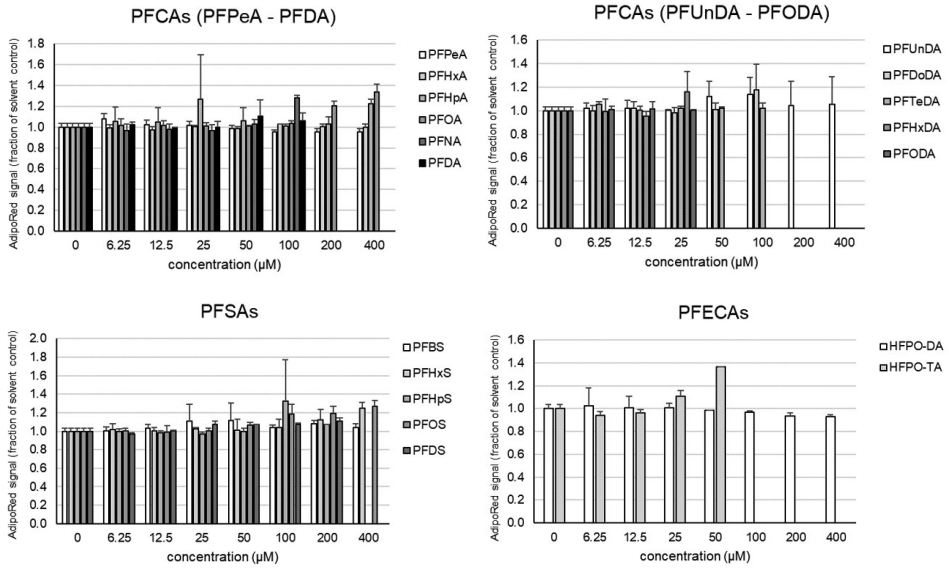 PFCAs (PFPeA - PFDA)
AdipoRed signal (fraction of solvent control)
1.8
1.6
1.4
1.2
1.0
0.8
0.6
0.4
0.2
0.0
0 6.25 12.5 25 50 100 200 400
concentration (µM)
PFPeA
PFHxA
PFHpA
PFOA
PFNA
PFDA
PFCAs (PFUnDA - PFODA)
AdipoRed signal (fraction of solvent control)
1.6
1.4
1.2
1.0
0.8
0.6
0.4
0.2
0.0
0 6.25 12.5 25 50 100 200 400
concentration (µM)
PFUnDA
PFDoDA
PFTeDA
PFHxDA
PFODA
PFSAs
AdipoRed signal (fraction of solvent control)
2.0
1.8
1.6
1.4
1.2
1.0
0.8
0.6
0.4
0.2
0.0
0 6.25 12.5 25 50 100 200 400
concentration (µM)
PFBS
PFHxS
PFHpS
PFOS
PFDS
PFECAs
AdipoRed signal (fraction of solvent control)
1.6
1.4
1.2
1.0
0.8
0.6
0.4
0.2
0.0
0 6.25 12.5 25 50 100 200 400
concentration (µM)
HFPO-DA
HFPO-TA